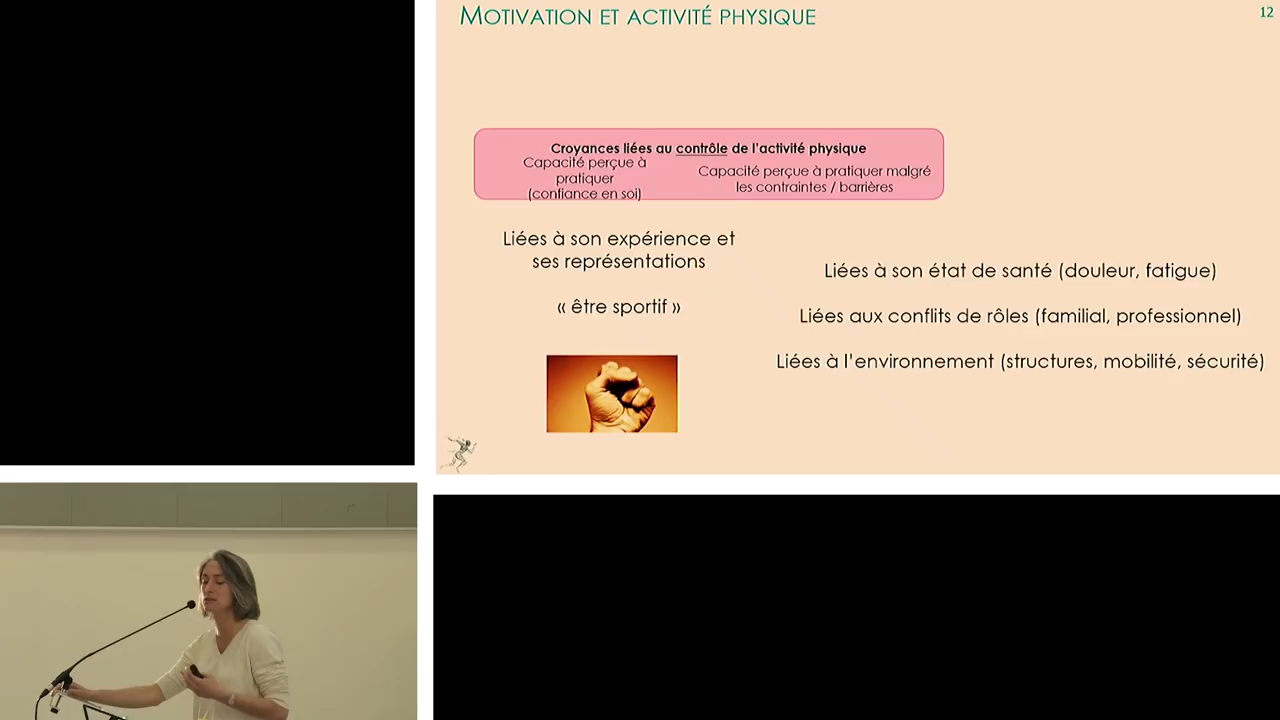 MOTIVATION ET ACTIVITÉ PHYSIQUE
12
Croyances liées au contrôle de l'activité physique
Capacité perçue à
pratiquer
(confiance en soi)
Capacité perçue à pratiquer malgré
les contraintes / barrières
Liées à son expérience et
ses représentations
« être sportif »
Liées à son état de santé (douleur, fatigue)
Liées aux conflits de rôles (familial, professionnel)
Liées à l'environnement (structures, mobilité, sécurité)